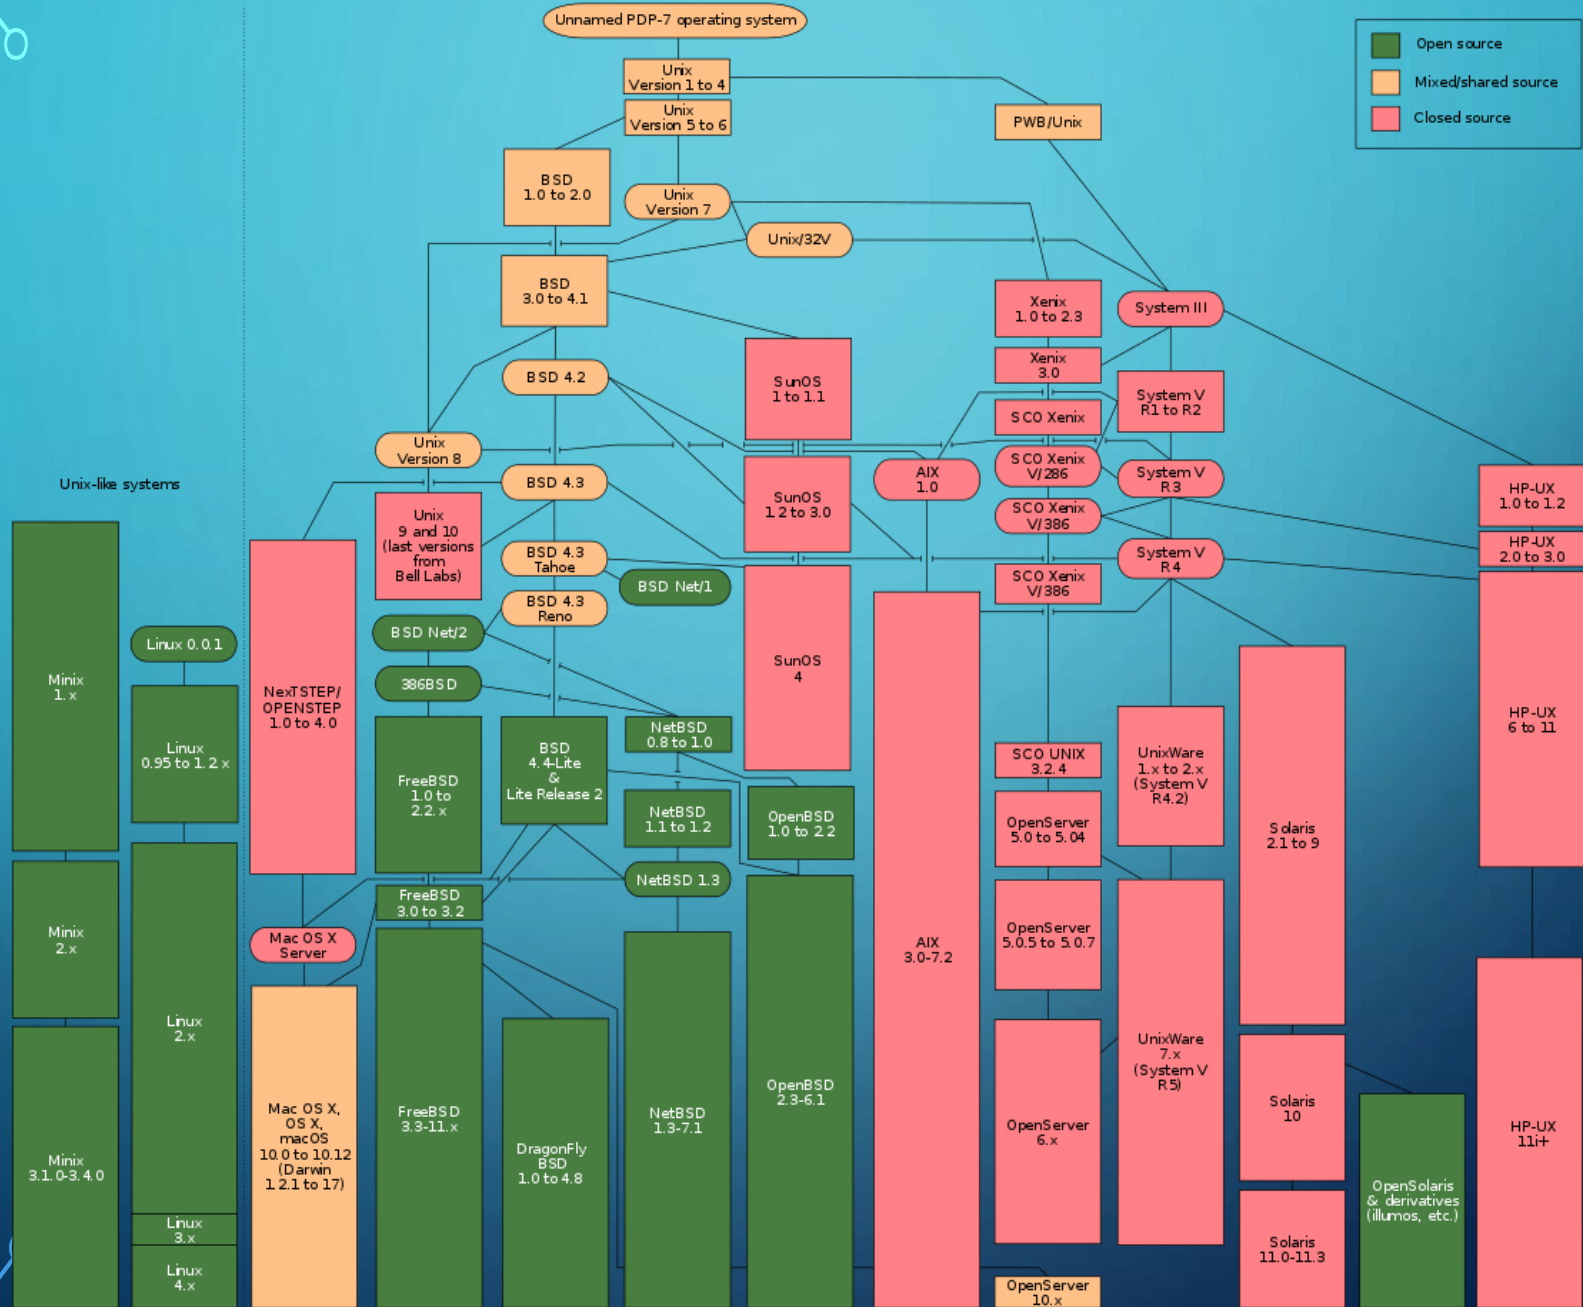 Unnamed PDP-7 operating system
Open source
Mixed/shared source
Closed source
Unix
Version 1 to 4
Unix
Version 5 to 6
PWB/Unix
BSD
1.0 to 2.0
Unix
Version 7
Unix/32V
BSD
3.0 to 4.1
Xenix
1.0 to 2.3
System III
Xenix
3.0
BSD 4.2
SunOS
1 to 1.1
System V
R1 to R2
SCO Xenix
Unix
Version 8
SCO Xenix
V/286
AIX
1.0
System V
R3
Unix-like systems
BSD 4.3
SunOS
1.2 to 3.0
HP-UX
1.0 to 1.2
SCO Xenix
V/386
Unix
9 and 10
(last versions
from
Bell Labs)
HP-UX
2.0 to 3.0
BSD 4.3
Tahoe
System V
R4
BSD Net/1
SCO Xenix
V/386
BSD 4.3
Reno
BSD Net/2
Linux 0.0.1
Minix
1.x
386BSD
SunOS
4
NexTSTEP/
OPENSTEP
1.0 to 4.0
HP-UX
6 to 11
NetBSD
0.8 to 1.0
Linux
0.95 to 1.2.x
BSD
4.4-Lite
&
Lite Release 2
SCO UNIX
3.2.4
UnixWare
1.x to 2.x
(System V
R4.2)
FreeBSD
1.0 to
2.2.x
NetBSD
1.1 to 1.2
OpenBSD
1.0 to 2.2
OpenServer
5.0 to 5.04
Solaris
2.1 to 9
NetBSD 1.3
FreeBSD
3.0 to 3.2
Minix
2.x
Mac OS X
Server
OpenServer
5.0.5 to 5.0.7
AIX
3.0-7.2
Linux
2.x
UnixWare
7.x
(System V
R5)
OpenBSD
2.3-6.1
Mac OS X,
OS X,
macOS
10.0 to 10.12
(Darwin
1.2.1 to 17)
FreeBSD
3.3-11.x
NetBSD
1.3-7.1
Solaris
10
OpenServer
6.x
HP-UX
11i+
Minix
3.1.0-3.4.0
DragonFly
BSD
1.0 to 4.8
OpenSolaris
& derivatives
(illumos, etc.)
Linux
3.x
Solaris
11.0-11.3
Linux
4.x
OpenServer
10.x